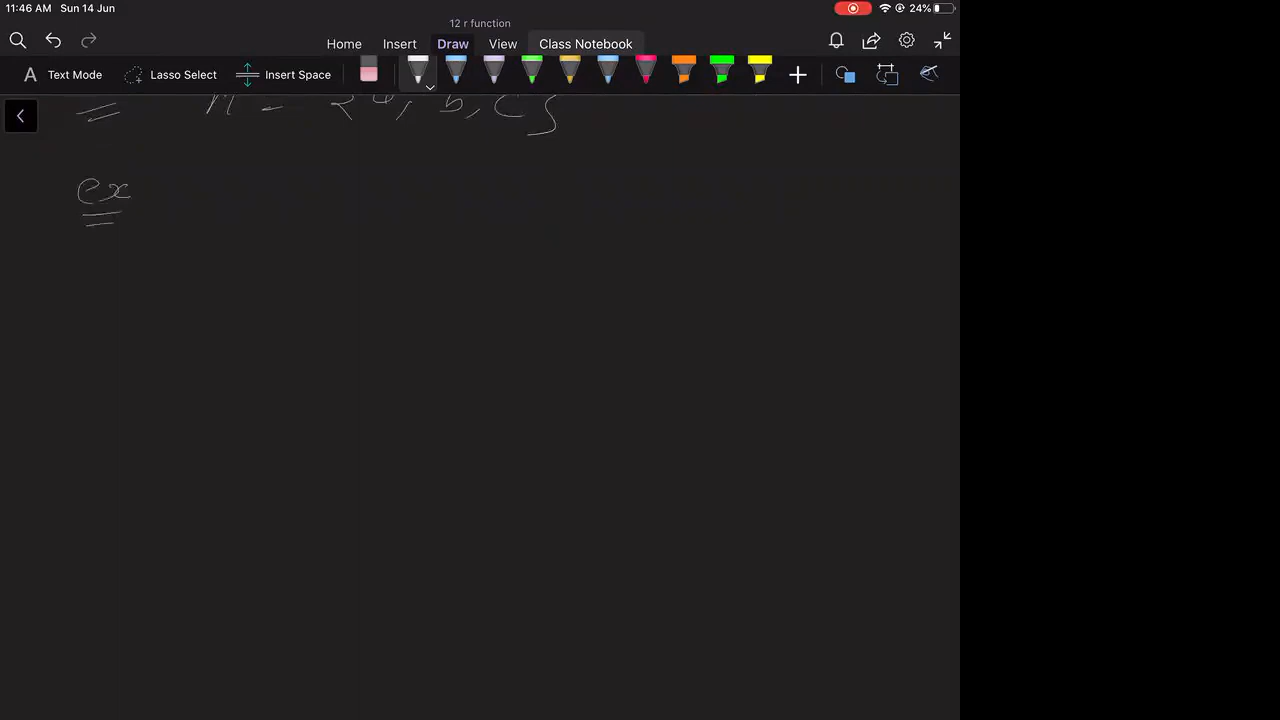 11:46 AM Sun 14 Jun 24%
12 r function
Home Insert Draw View Class Notebook
A Text Mode Lasso Select Insert Space
= {a, b, c}
ex